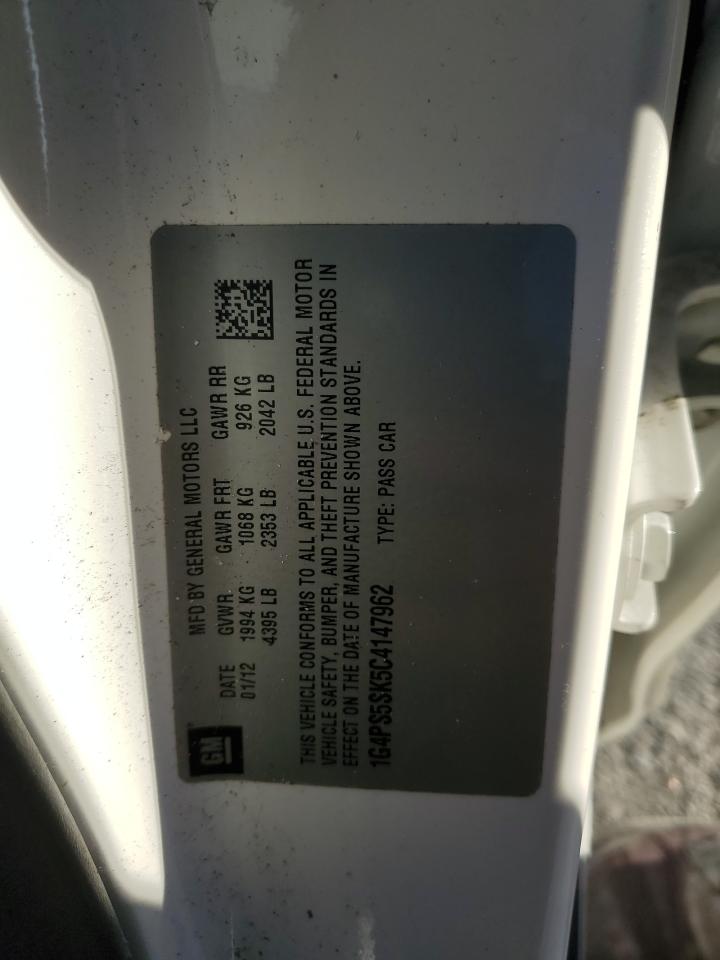 GM
MFD BY GENERAL MOTORS LLC
DATE GVWR GAWR FRT GAWR RR
01/12 1994 KG 1068 KG 926 KG
4395 LB 2353 LB 2042 LB
THIS VEHICLE CONFORMS TO ALL APPLICABLE U.S. FEDERAL MOTOR
VEHICLE SAFETY, BUMPER, AND THEFT PREVENTION STANDARDS IN
EFFECT ON THE DATE OF MANUFACTURE SHOWN ABOVE.
1G4PS5SK5C4147962 TYPE: PASS CAR